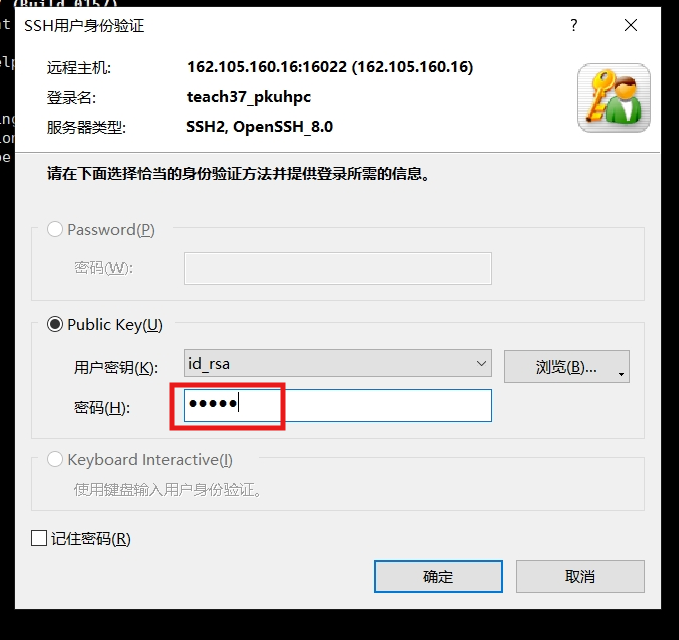 (Build 0157)
SSH用户身份验证
?
远程主机: 162.105.160.16:16022 (162.105.160.16)
登录名: teach37_pkuhpc
服务器类型: SSH2, OpenSSH_8.0
请在下面选择恰当的身份验证方法并提供登录所需的信息。
Password(P)
密码(W):
Public Key(U)
用户密钥(K): id_rsa 浏览(B)...
密码(H): •••••
Keyboard Interactive(I)
使用键盘输入用户身份验证。
记住密码(R)
确定 取消